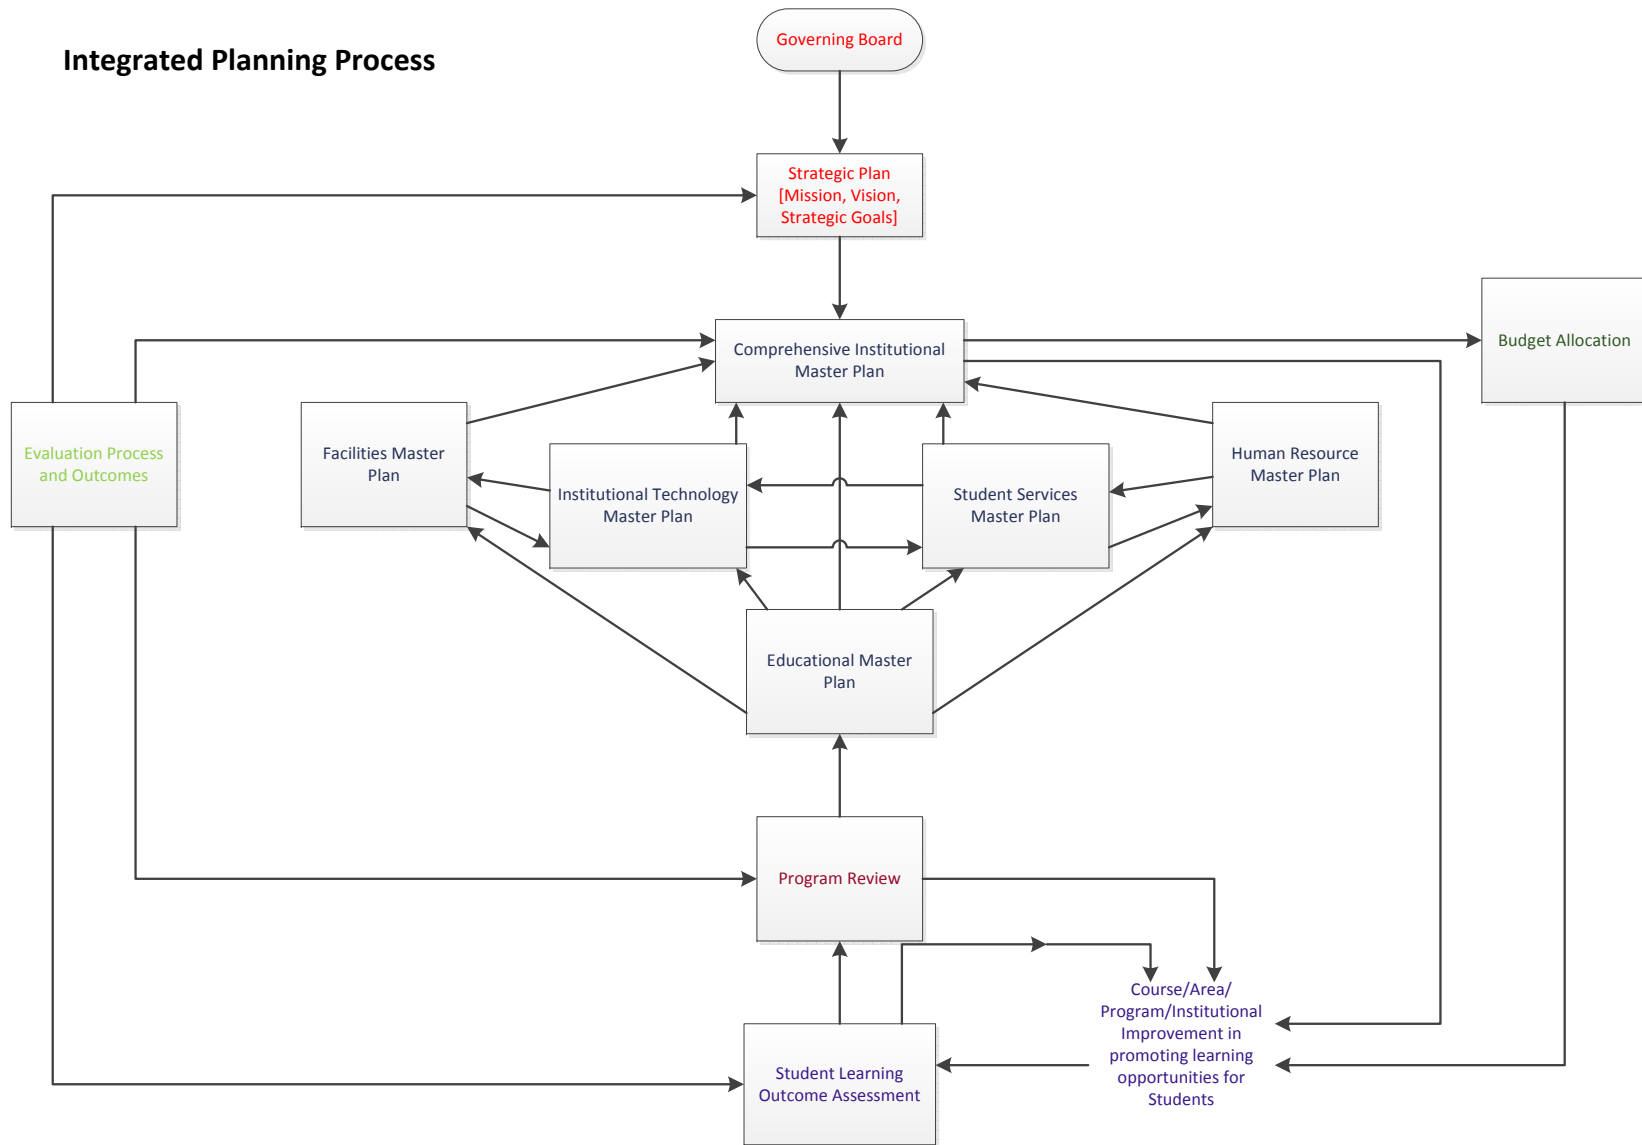 Integrated Planning Process
Governing Board
Strategic Plan
[Mission, Vision,
Strategic Goals]
Comprehensive Institutional
Master Plan
Budget Allocation
Evaluation Process
and Outcomes
Facilities Master
Plan
Institutional Technology
Master Plan
Student Services
Master Plan
Human Resource
Master Plan
Educational Master
Plan
Program Review
Course/Area/
Program/Institutional
Improvement in
promoting learning
opportunities for
Students
Student Learning
Outcome Assessment